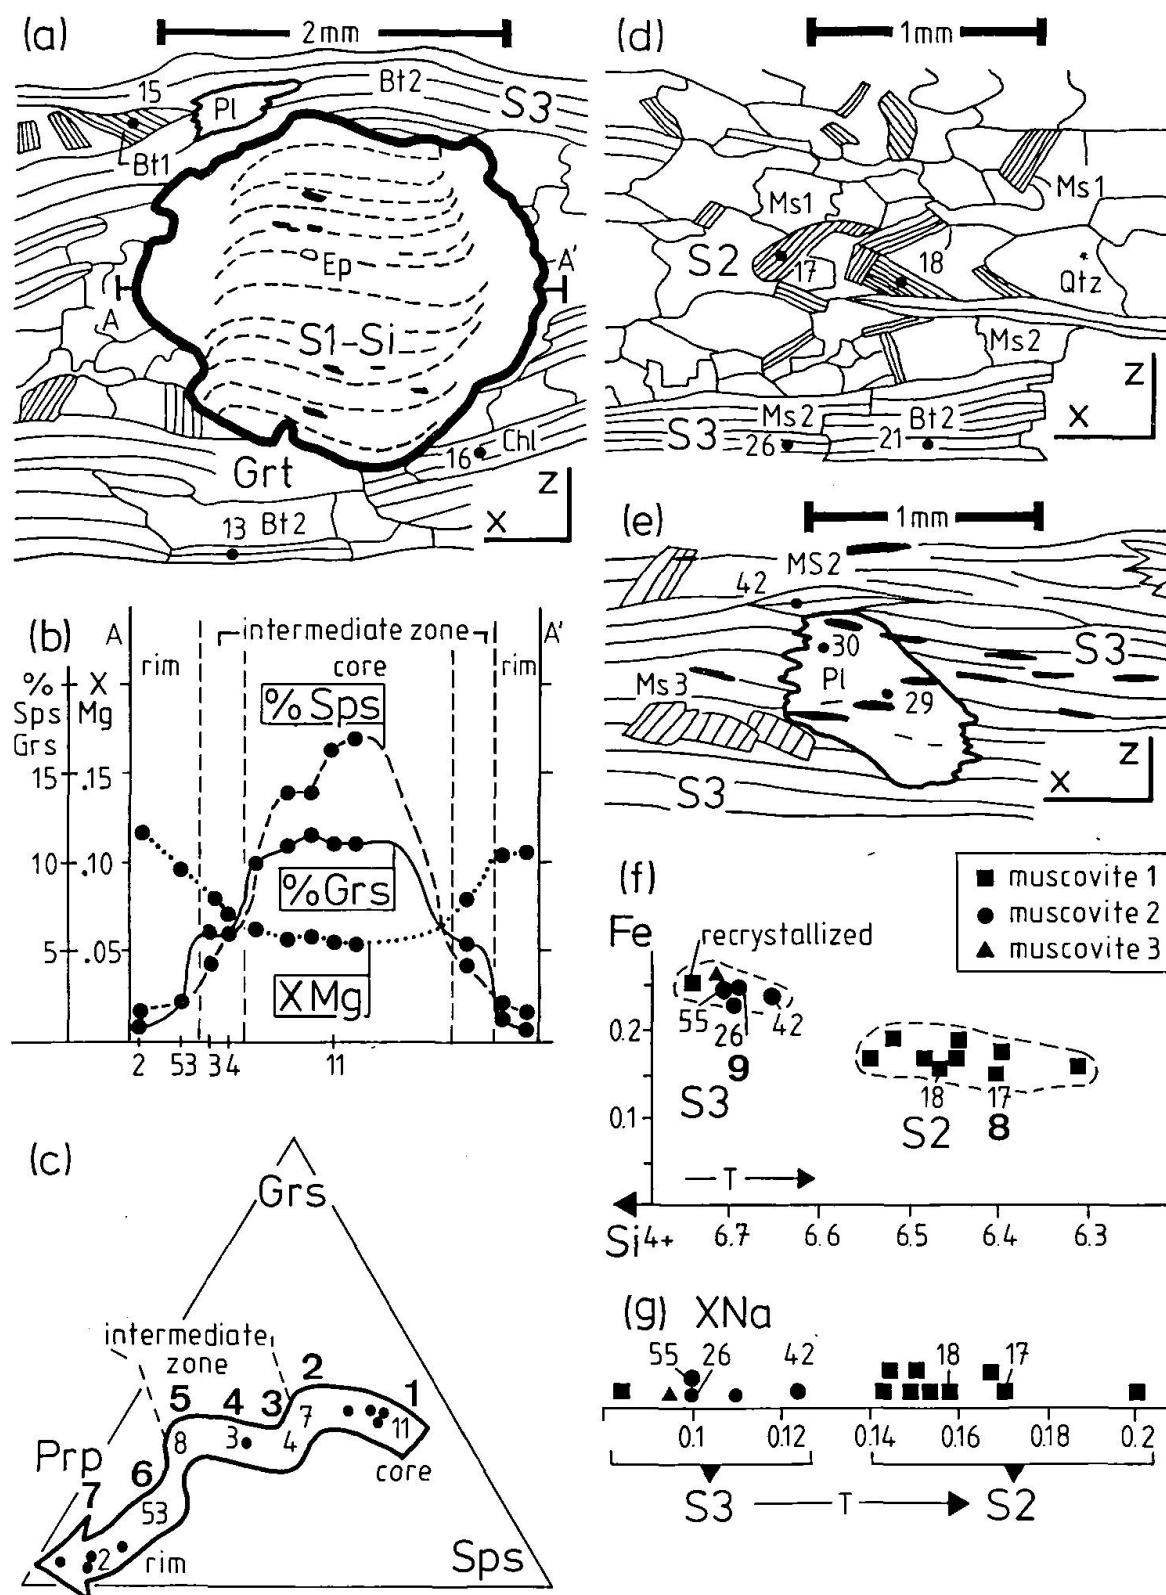 (a)
2mm
15
Pl
Bt2
S3
Bt1
Ep
A'
A
S1-Si
Chl
16
Grt
13 Bt2
Z
X
(b)
A
intermediate zone
A'
rim
core
rim
% X
Sps Mg
Grs
%Sps
15 .15
10 .10
%Grs
5 .05
XMg
2 53 3 4 11
(c)
Grs
intermediate
zone
2
5 4 3 1
7
8 3 4 11
Prp
6
core
7
53
2
rim
Sps
(d)
1mm
Ms1
Ms1
S2
17
18
Qtz
Ms2
Z
Ms2 Bt2
S3
26 21
X
(e)
1mm
MS2
42
30
S3
Pl
Ms3
29
Z
X
S3
(f)
muscovite 1
muscovite 2
muscovite 3
Fe
recrystallized
55
26
42
0.2
9
S3
18
17
S2
8
0.1
T
Si4+
6.7 6.6 6.5 6.4 6.3
(g) XNa
55 26 42 18 17
0.1 0.12 0.14 0.16 0.18 0.2
S3 T S2